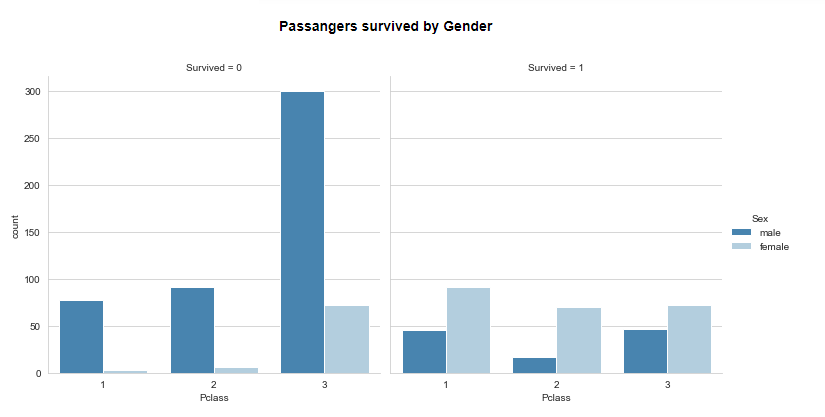 Passangers survived by Gender
Survived = 0
Survived = 1
300
250
200
150
100
50
0
count
1 2 3
Pclass
1 2 3
Pclass
Sex
male
female